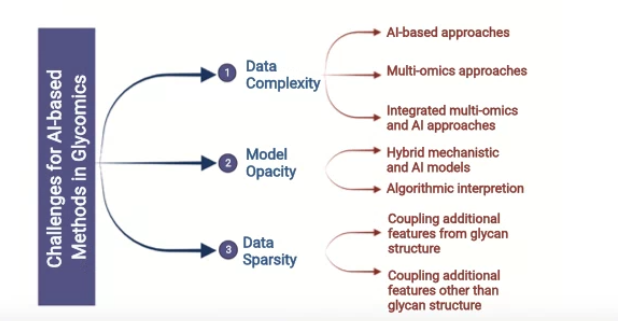 Challenges for AI-based
Methods in Glycomics
1
Data
Complexity
AI-based approaches
Multi-omics approaches
Integrated multi-omics
and AI approaches
2
Model
Opacity
Hybrid mechanistic
and AI models
Algorithmic interpretion
3
Data
Sparsity
Coupling additional
features from glycan
structure
Coupling additional
features other than
glycan structure